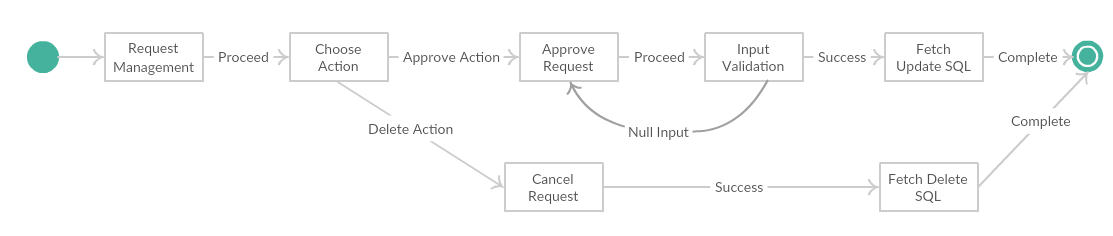 Request
Management
Proceed
Choose
Action
Approve Action
Approve
Request
Proceed
Input
Validation
Success
Fetch
Update SQL
Complete
Delete Action
Null Input
Complete
Cancel
Request
Success
Fetch Delete
SQL